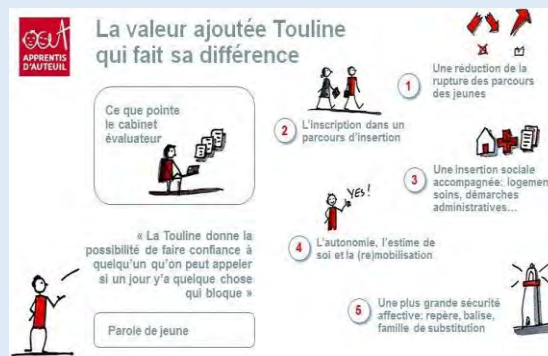 APPRENTIS
D'AUTEUIL
La valeur ajoutée Touline
qui fait sa différence
Ce que pointe
le cabinet
évaluateur
1
Une réduction de la
rupture des parcours
des jeunes
2
L'inscription dans un
parcours d'insertion
3
Une insertion sociale
accompagnée: logement
soins, démarches
administratives...
YES!
4
L'autonomie, l'estime de
soi et la (re)mobilisation
« La Touline donne la
possibilité de faire confiance à
quelqu'un qu'on peut appeler
si un jour y'a quelque chose
qui bloque »
Parole de jeune
5
Une plus grande sécurité
affective: repère, balise,
famille de substitution